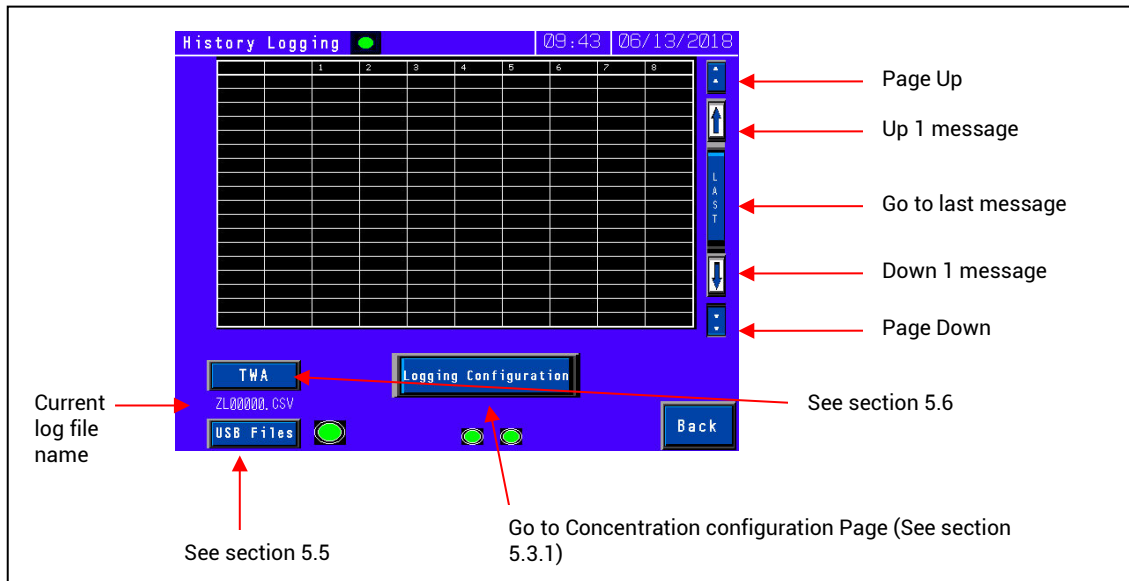 History Logging 09:43 06/13/2018
1 2 3 4 5 6 7 8
Page Up
Up 1 message
LAST
Go to last message
Down 1 message
Page Down
TWA
Logging Configuration
See section 5.6
ZL00000.CSV
Current
log file
name
USB Files
Back
See section 5.5
Go to Concentration configuration Page (See section
5.3.1)